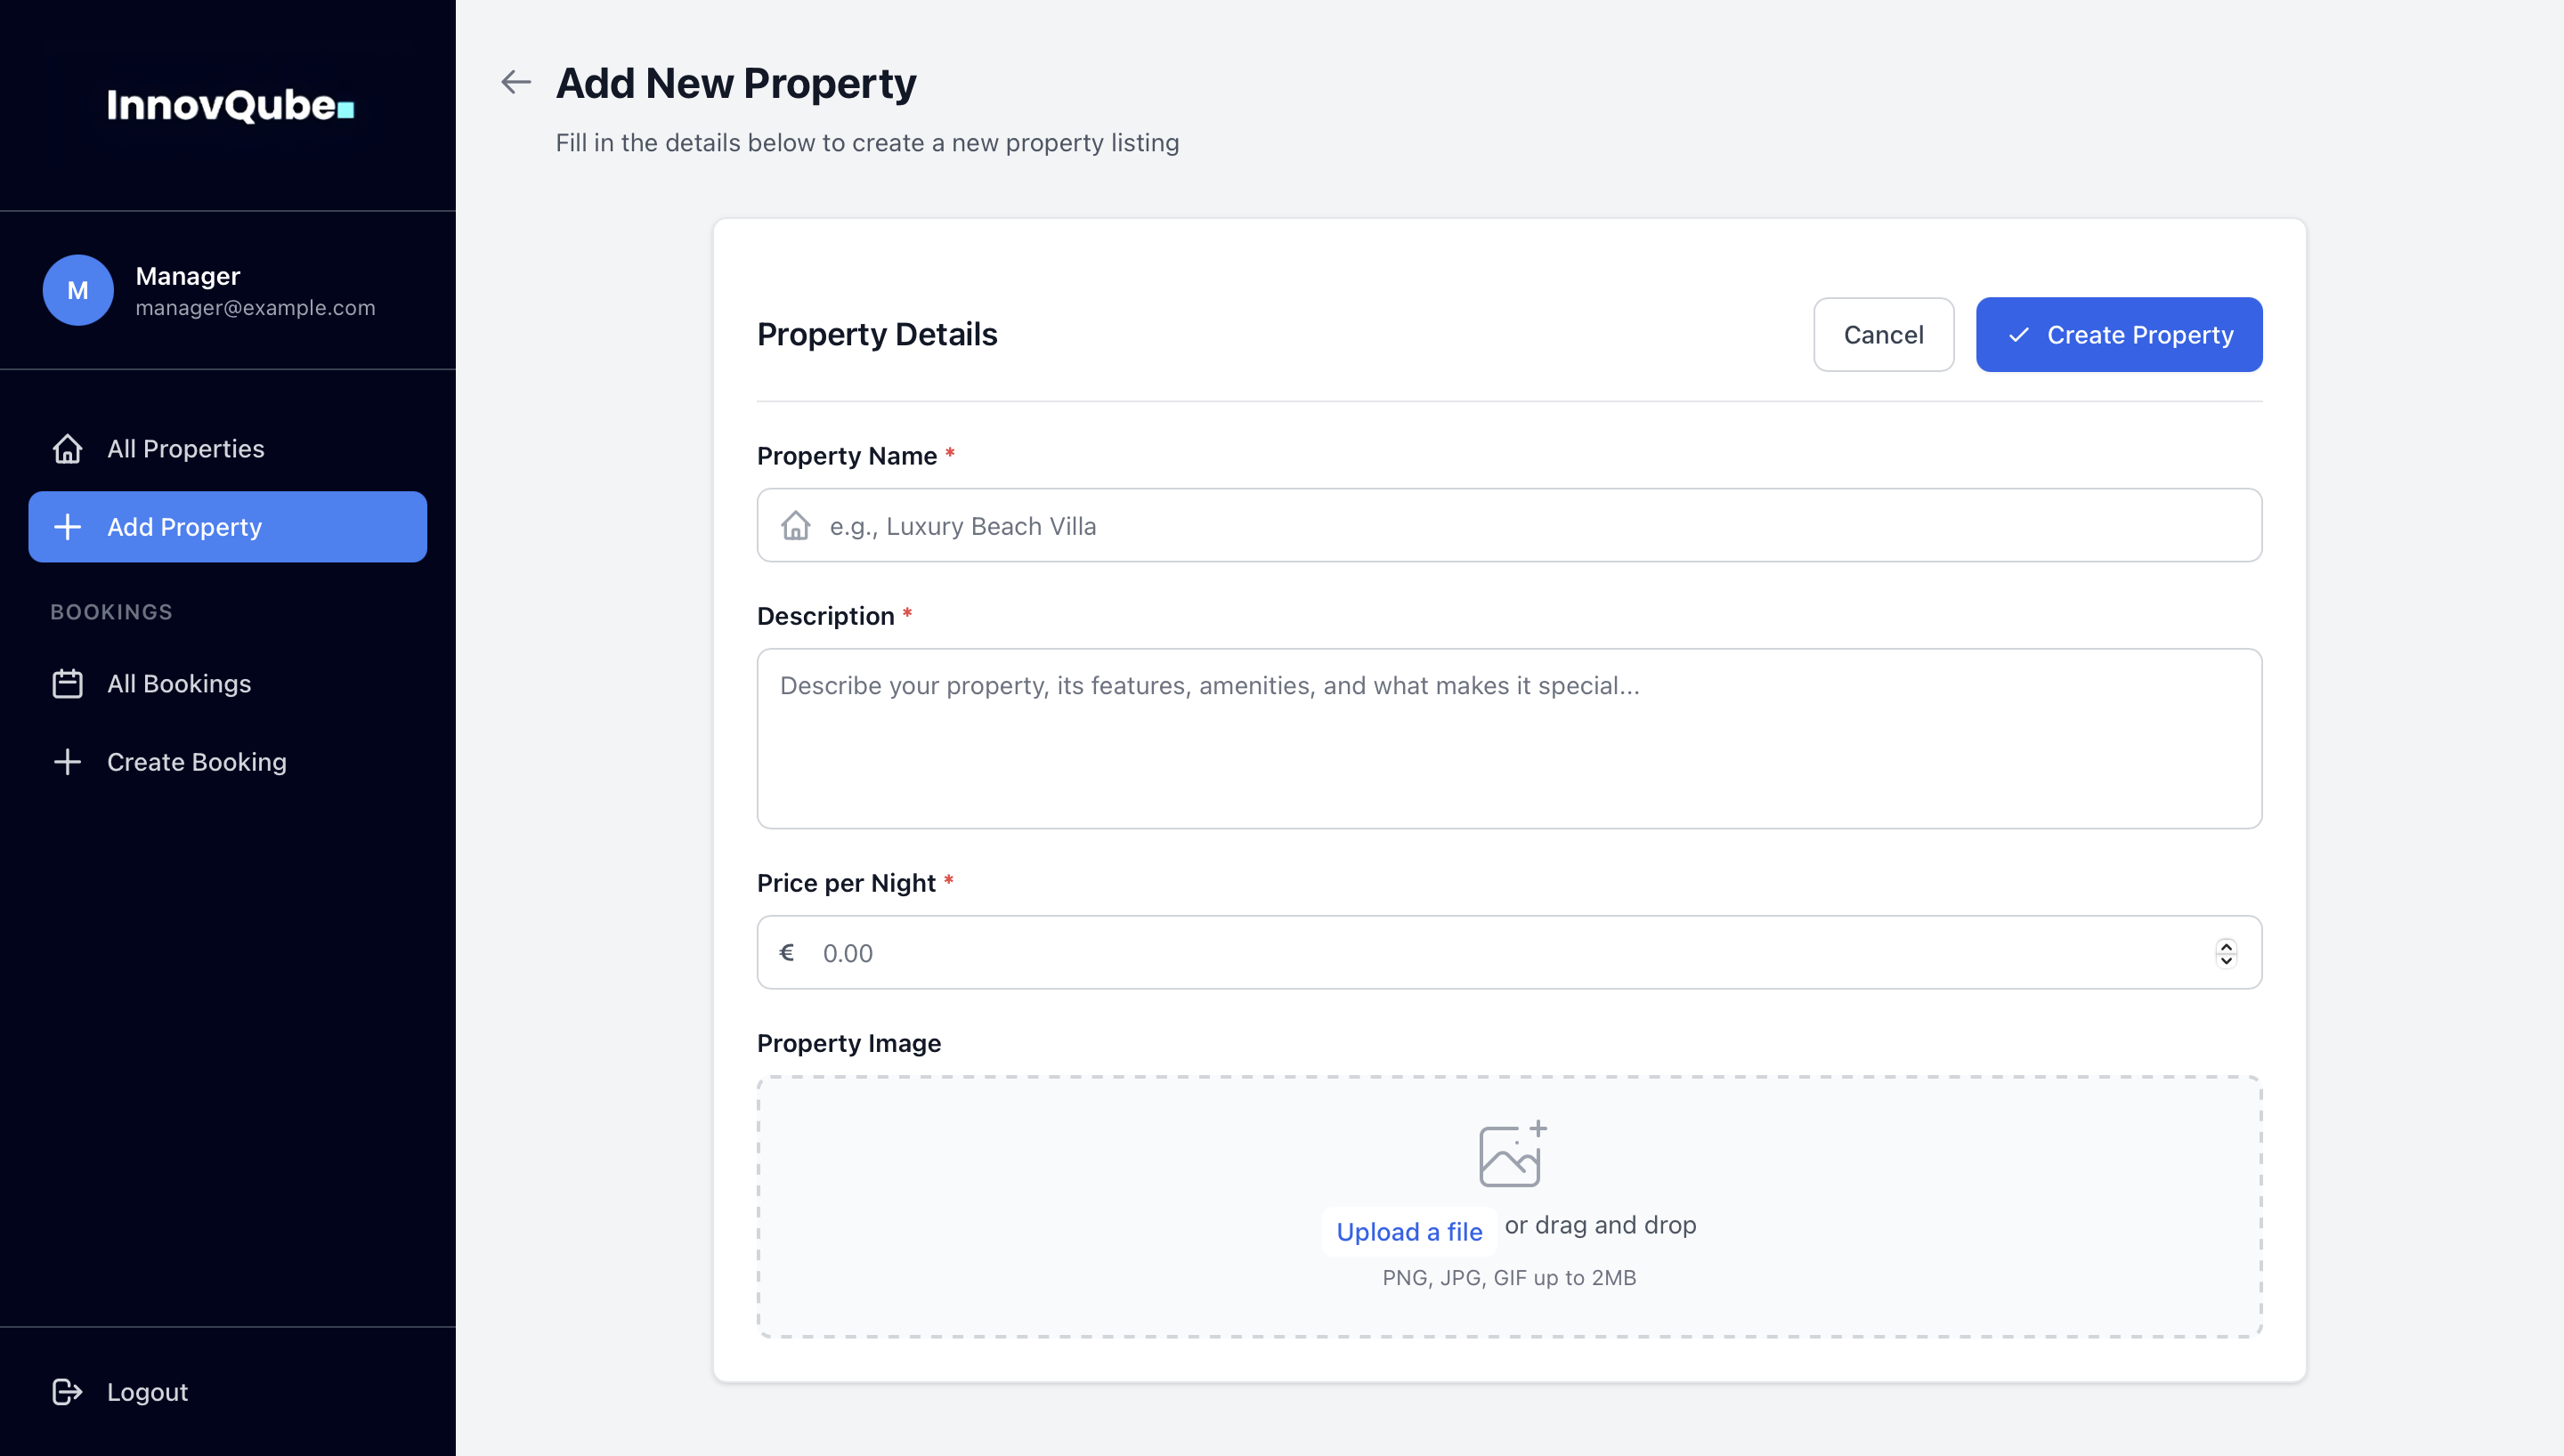 InnovQube
M
Manager
manager@example.com
All Properties
Add Property
BOOKINGS
All Bookings
Create Booking
Logout
Add New Property
Fill in the details below to create a new property listing
Property Details
Cancel
Create Property
Property Name *
e.g., Luxury Beach Villa
Description *
Describe your property, its features, amenities, and what makes it special...
Price per Night *
€ 0.00
Property Image
Upload a file or drag and drop
PNG, JPG, GIF up to 2MB